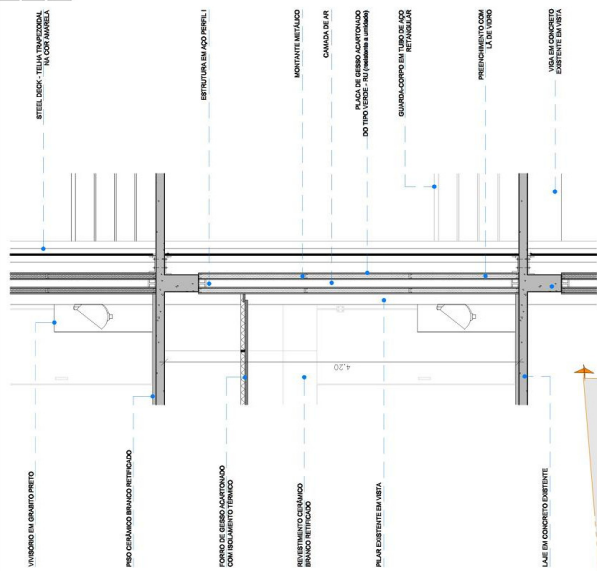 STEEL DECK - TELHA TRAPEZOIDAL
NA COR AMARELA
ESTRUTURA EM AÇO PERFIL I
MONTANTE METÁLICO
CAMADA DE AR
PLACA DE GESSO ACARTONADO
DO TIPO VERDE - RU (resistente a umidade)
GUARDA-CORPO EM TUBO DE AÇO
RETANGULAR
PREENCHIMENTO COM
LÃ DE VIDRO
VIGA EM CONCRETO
EXISTENTE EM VISTA
4,20
VIVISÓRIO EM GRANITO PRETO
PISO CERÂMICO BRANCO RETIFICADO
FORRO DE GESSO ACARTONADO
COM ISOLAMENTO TÉRMICO
REVESTIMENTO CERÂMICO
BRANCO RETIFICADO
PILAR EXISTENTE EM VISTA
LAJE EM CONCRETO EXISTENTE